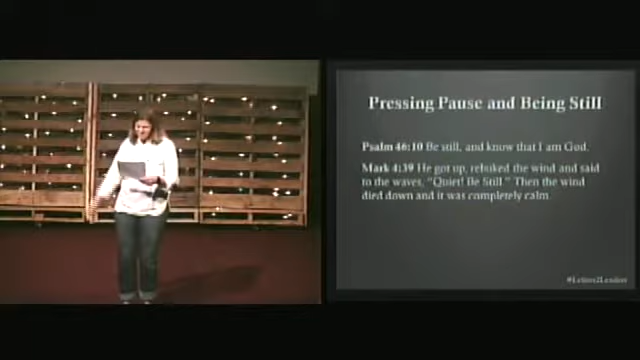 Pressing Pause and Being Still
Psalm 46:10 Be still, and know that I am God.
Mark 4:39 He got up, rebuked the wind and said
to the waves, "Quiet! Be Still." Then the wind
died down and it was completely calm.